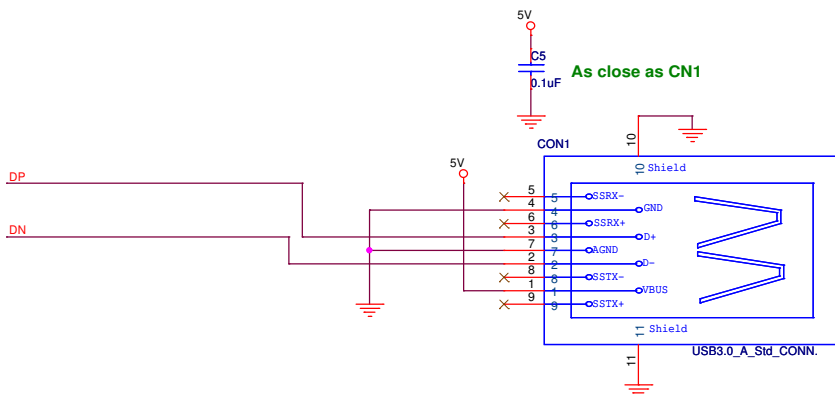 5V
C5
As close as CN1
0.1uF
10
CON1
5V
10 Shield
DP
5 5 SSRX-
4 4 GND
6 6 SSRX+
3 3 D+
7 7 AGND
DN
2 2 D-
8 8 SSTX-
1 1 VBUS
9 9 SSTX+
11 Shield
USB3.0_A_Std_CONN.
11